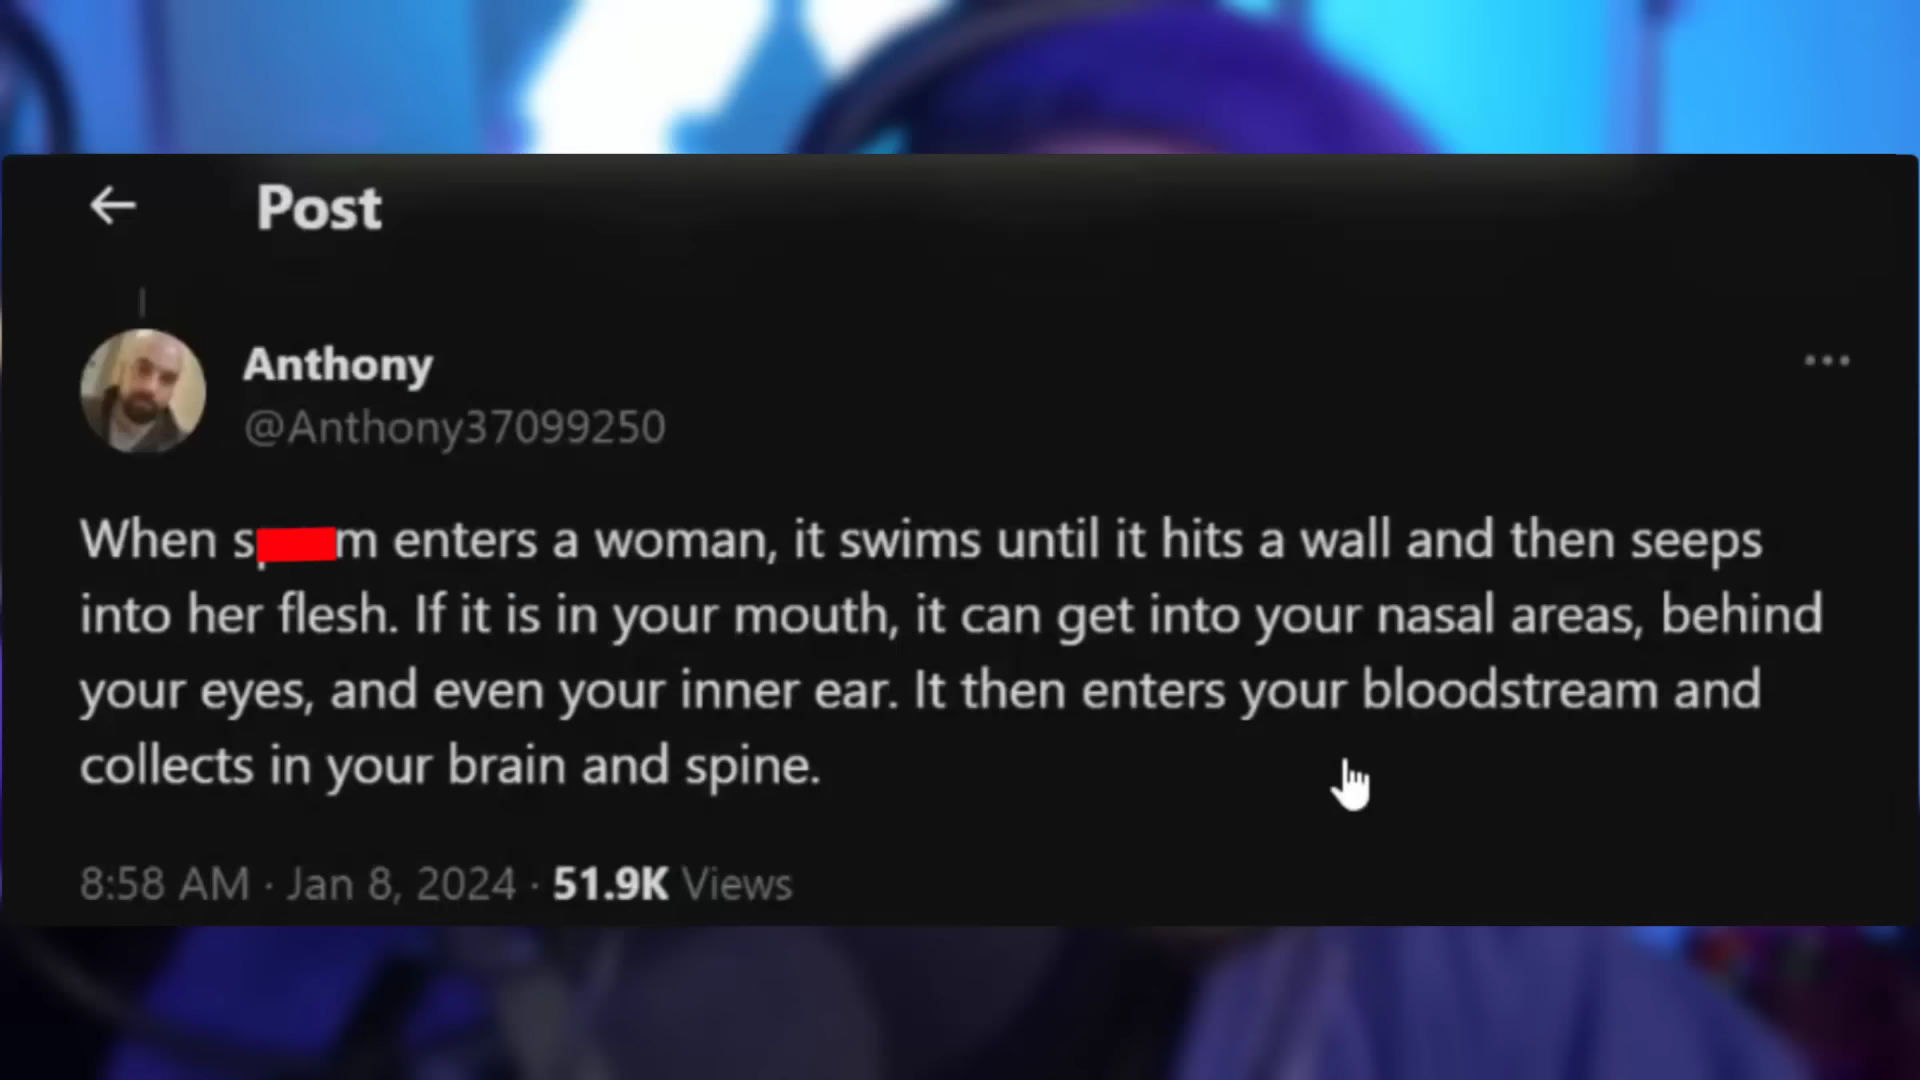 Post
Anthony
@Anthony37099250
When s m enters a woman, it swims until it hits a wall and then seeps
into her flesh. If it is in your mouth, it can get into your nasal areas, behind
your eyes, and even your inner ear. It then enters your bloodstream and
collects in your brain and spine.
8:58 AM · Jan 8, 2024 · 51.9K Views